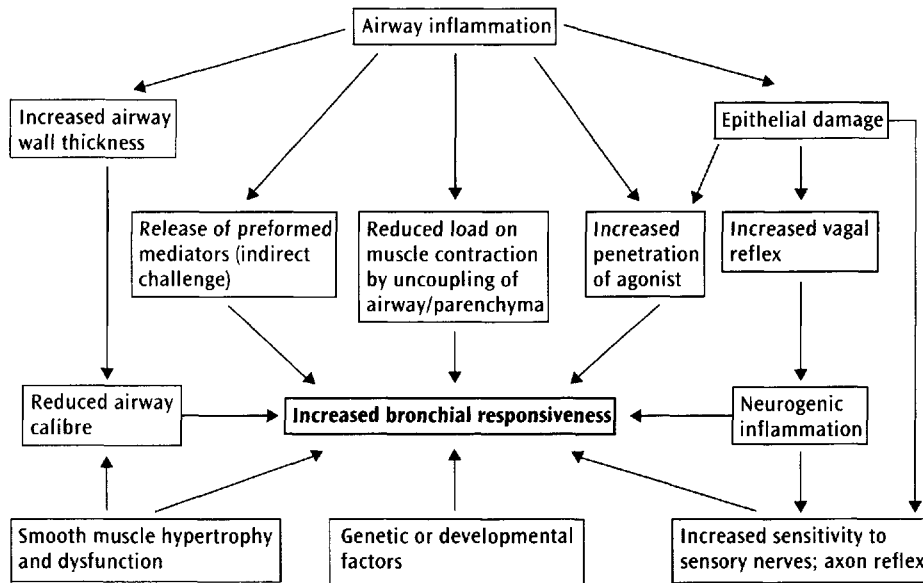 Airway inflammation
Increased airway
wall thickness
Epithelial damage
Release of preformed
mediators (indirect
challenge)
Reduced load on
muscle contraction
by uncoupling of
airway/parenchyma
Increased
penetration
of agonist
Increased vagal
reflex
Reduced airway
calibre
Increased bronchial responsiveness
Neurogenic
inflammation
Smooth muscle hypertrophy
and dysfunction
Genetic or developmental
factors
Increased sensitivity to
sensory nerves; axon reflex